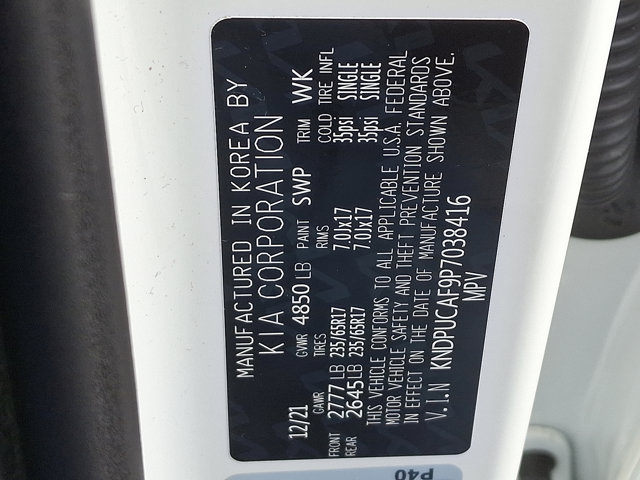 MANUFACTURED IN KOREA BY
KIA CORPORATION
12/21 GVWR 4850 LB PAINT SWP TRIM WK
GAWR TIRES RIMS COLD TIRE INFL
FRONT 2777 LB 235/65R17 7.0Jx17 35psi SINGLE
REAR 2645 LB 235/65R17 7.0Jx17 35psi SINGLE
THIS VEHICLE CONFORMS TO ALL APPLICABLE U.S.A. FEDERAL
MOTOR VEHICLE SAFETY AND THEFT PREVENTION STANDARDS
IN EFFECT ON THE DATE OF MANUFACTURE SHOWN ABOVE.
V.I.N KNDPUCAF9P7038416
MPV
P40